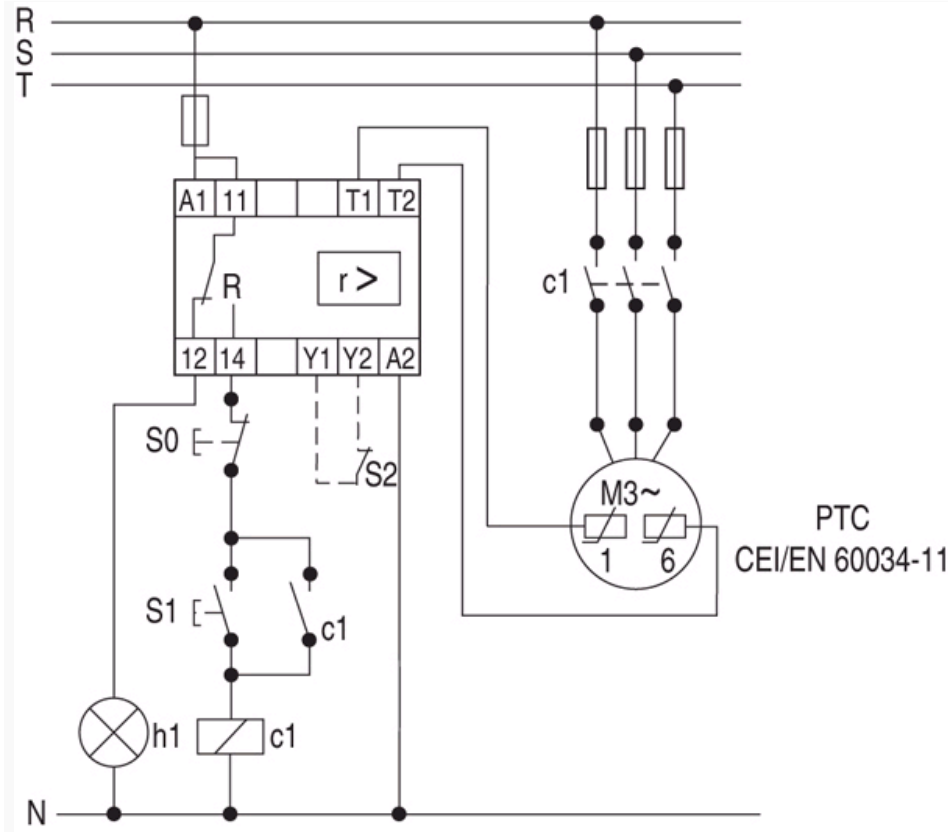 R
S
T
A1 11 T1 T2
R r >
c1
12 14 Y1 Y2 A2
S0
S2
M3~
1 6
PTC
CEI/EN 60034-11
S1 c1
h1 c1
N